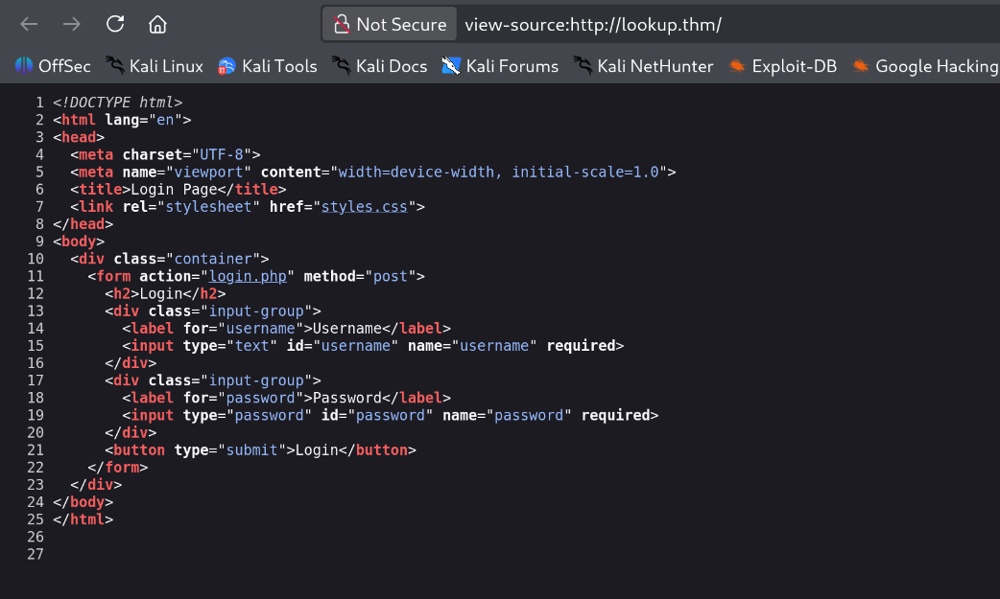 Not Secure view-source:http://lookup.thm/
OffSec Kali Linux Kali Tools Kali Docs Kali Forums Kali NetHunter Exploit-DB Google Hacking
1 <!DOCTYPE html>
2 <html lang="en">
3 <head>
4   <meta charset="UTF-8">
5   <meta name="viewport" content="width=device-width, initial-scale=1.0">
6   <title>Login Page</title>
7   <link rel="stylesheet" href="styles.css">
8 </head>
9 <body>
10   <div class="container">
11     <form action="login.php" method="post">
12       <h2>Login</h2>
13       <div class="input-group">
14         <label for="username">Username</label>
15         <input type="text" id="username" name="username" required>
16       </div>
17       <div class="input-group">
18         <label for="password">Password</label>
19         <input type="password" id="password" name="password" required>
20       </div>
21       <button type="submit">Login</button>
22     </form>
23   </div>
24 </body>
25 </html>
26
27